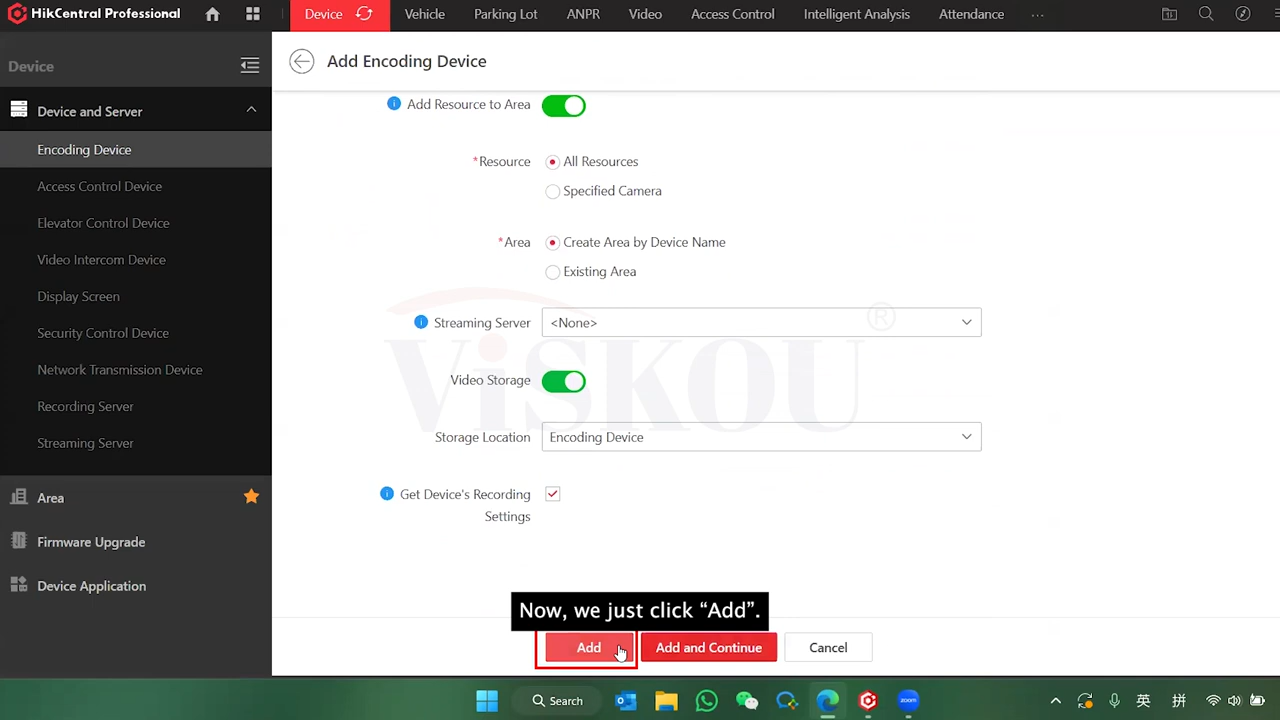 HikCentral Professional
Device
Vehicle
Parking Lot
ANPR
Video
Access Control
Intelligent Analysis
Attendance
...
Device
Add Encoding Device
Device and Server
Encoding Device
Access Control Device
Elevator Control Device
Video Intercom Device
Display Screen
Security Control Device
Network Transmission Device
Recording Server
Streaming Server
Area
Firmware Upgrade
Device Application
Add Resource to Area
*Resource
All Resources
Specified Camera
*Area
Create Area by Device Name
Existing Area
Streaming Server
<None>
Video Storage
Storage Location
Encoding Device
Get Device's Recording
Settings
ViSKOU®
Now, we just click “Add”.
Add
Add and Continue
Cancel
Search
zoom
英
拼